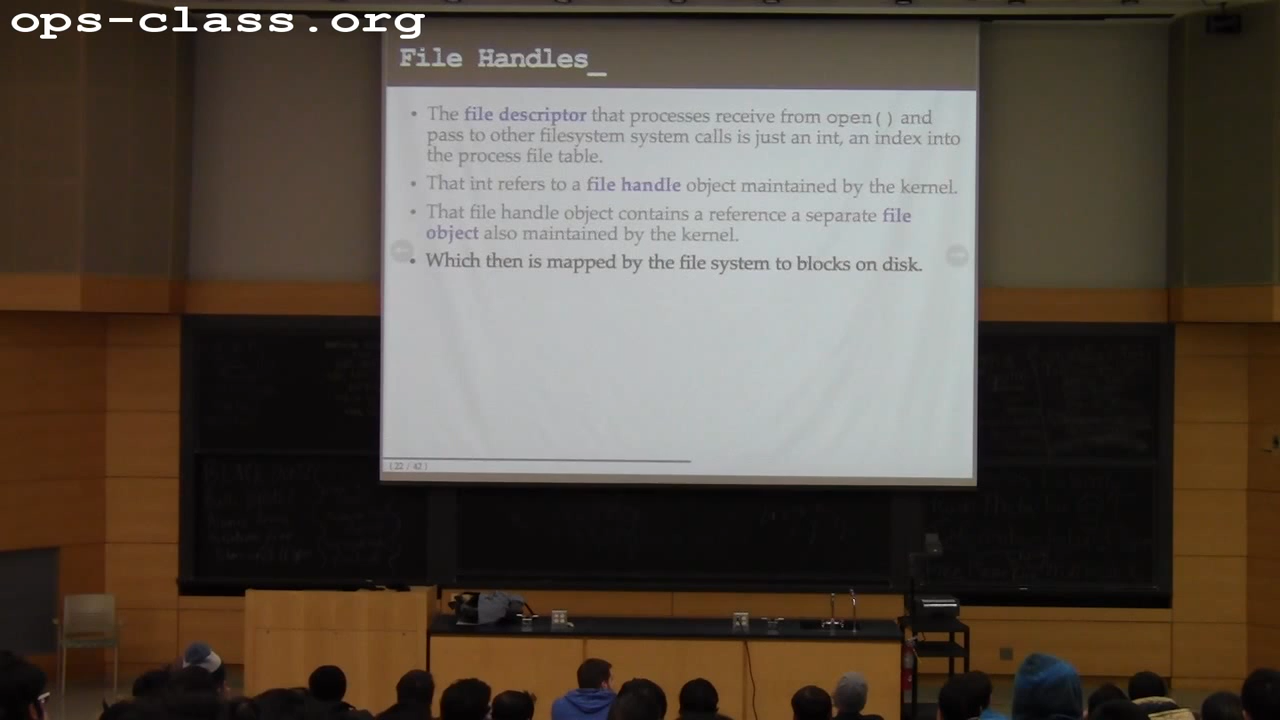 ops-class.org
File Handles_
• The file descriptor that processes receive from open() and
pass to other filesystem system calls is just an int, an index into
the process file table.
• That int refers to a file handle object maintained by the kernel.
• That file handle object contains a reference a separate file
object also maintained by the kernel.
• Which then is mapped by the file system to blocks on disk.
(22 / 42)